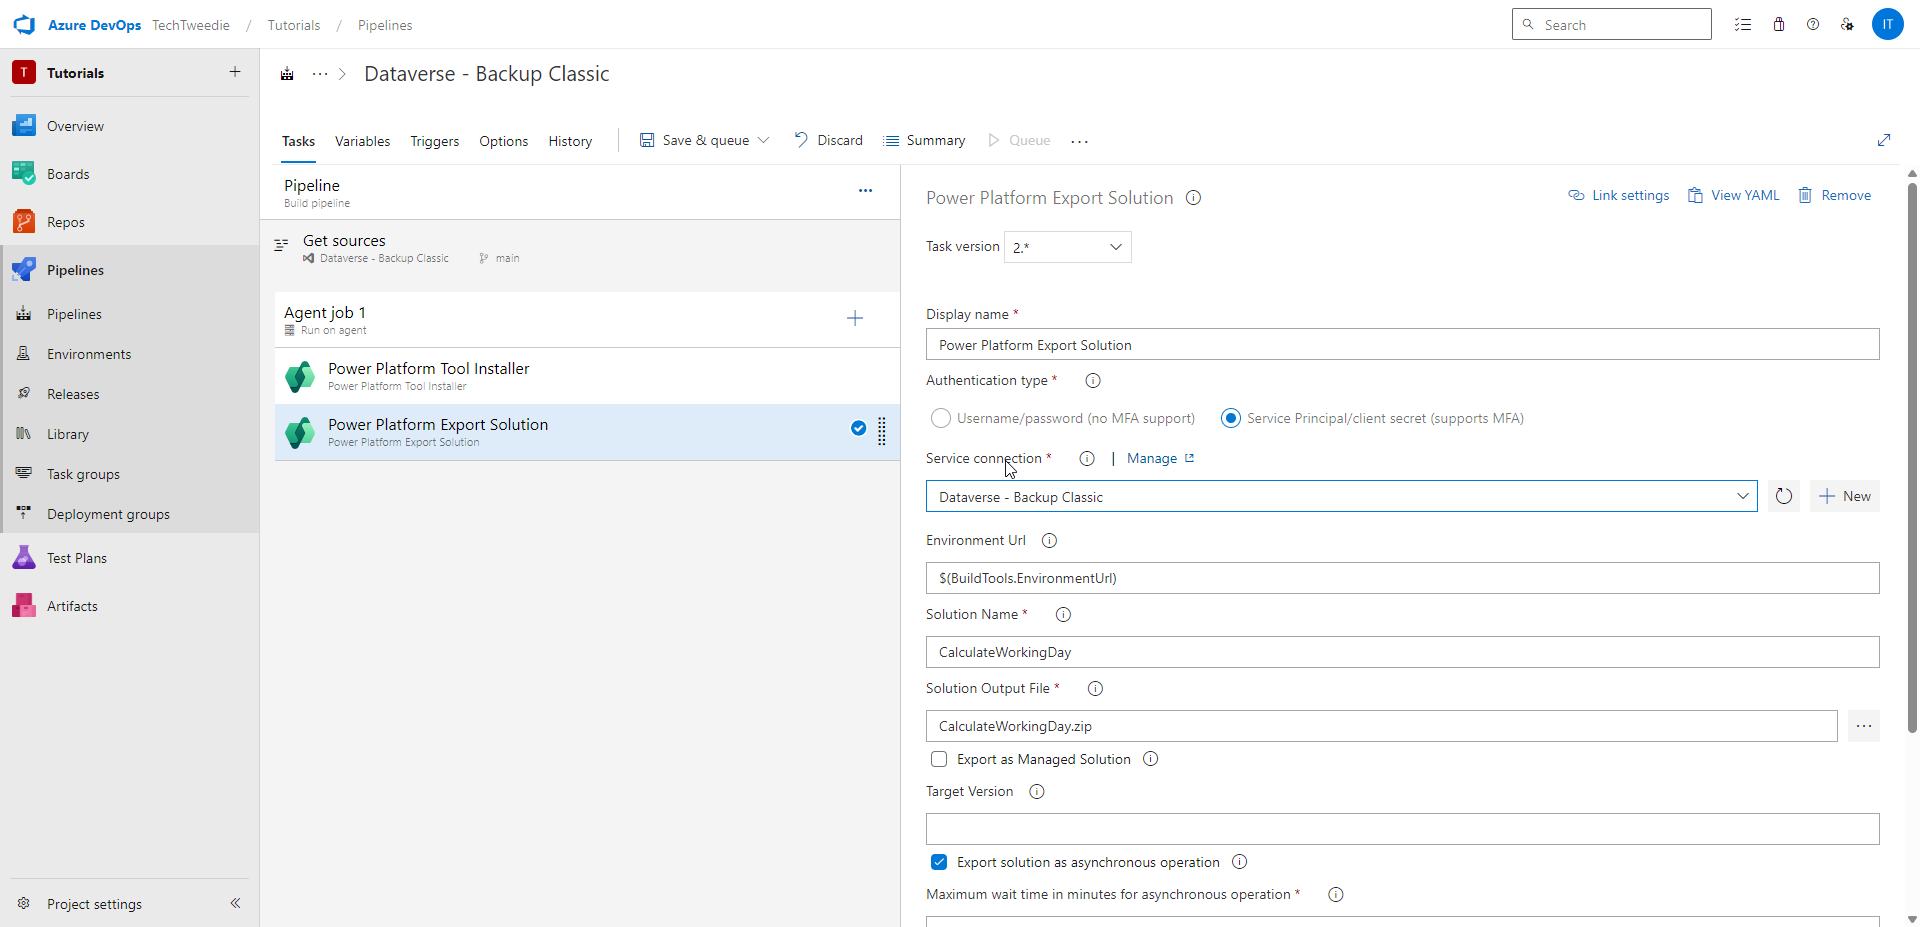 Azure DevOps TechTweedie / Tutorials / Pipelines
Search
IT
T Tutorials
Overview
Boards
Repos
Pipelines
Pipelines
Environments
Releases
Library
Task groups
Deployment groups
Test Plans
Artifacts
Project settings
Dataverse - Backup Classic
Tasks Variables Triggers Options History Save & queue Discard Summary Queue
Pipeline
Build pipeline
Get sources
Dataverse - Backup Classic main
Agent job 1
Run on agent
Power Platform Tool Installer
Power Platform Tool Installer
Power Platform Export Solution
Power Platform Export Solution
Power Platform Export Solution
Link settings View YAML Remove
Task version 2.*
Display name *
Power Platform Export Solution
Authentication type *
Username/password (no MFA support) Service Principal/client secret (supports MFA)
Service connection * | Manage
Dataverse - Backup Classic
New
Environment Url
$(BuildTools.EnvironmentUrl)
Solution Name *
CalculateWorkingDay
Solution Output File *
CalculateWorkingDay.zip
Export as Managed Solution
Target Version
Export solution as asynchronous operation
Maximum wait time in minutes for asynchronous operation *